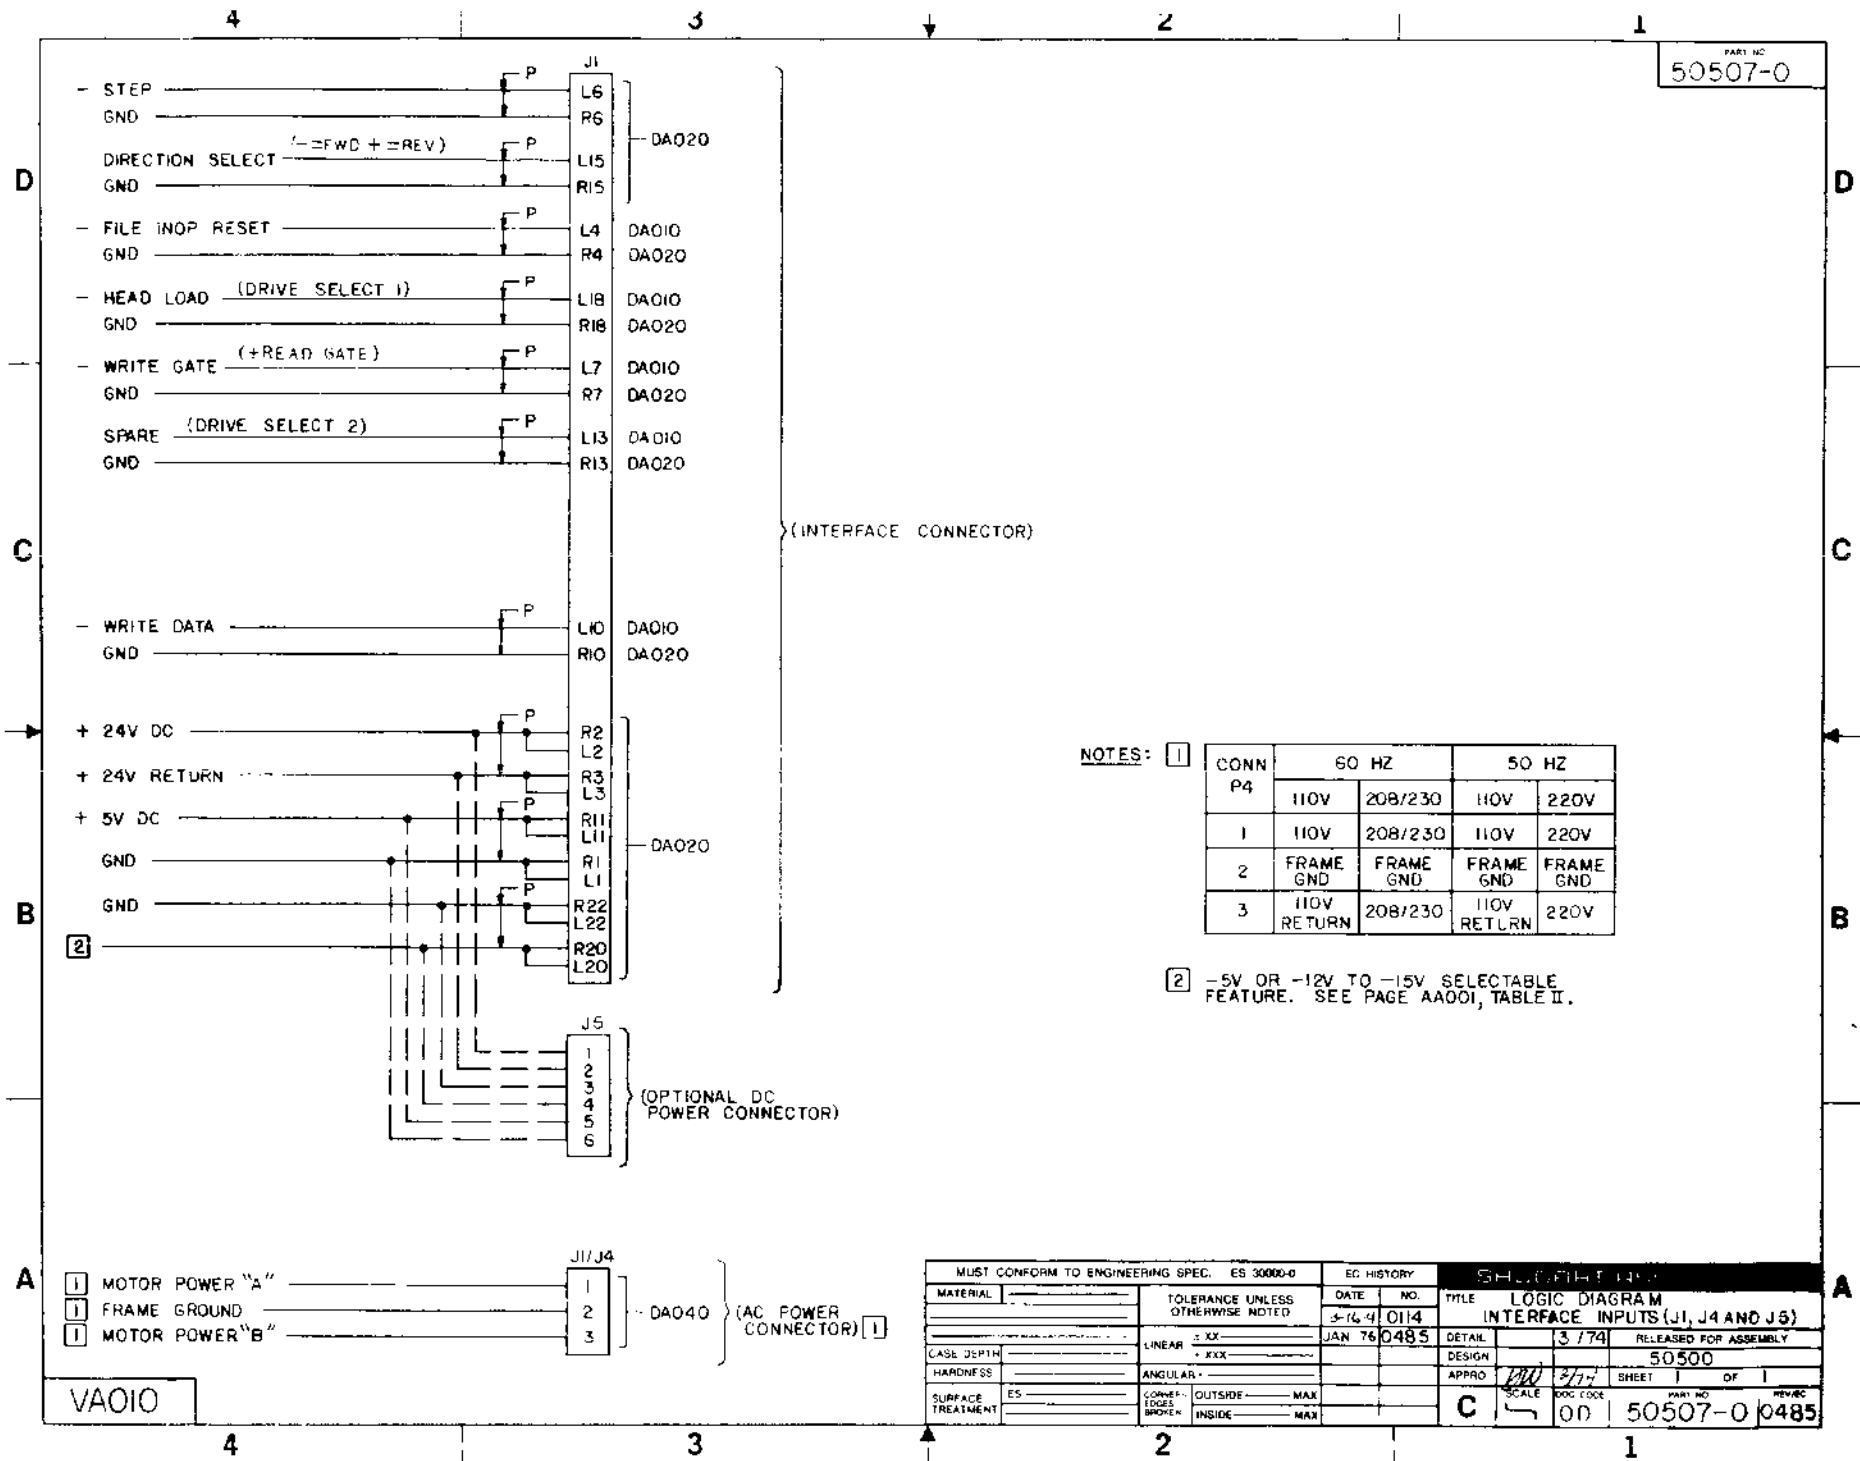 4 3 2 1
PART NO
50507-0
J1
- STEP P L6
GND R6
DA020
DIRECTION SELECT (-=FWD +=REV) P L15
GND R15
- FILE INOP RESET P L4 DA010
GND R4 DA020
- HEAD LOAD (DRIVE SELECT 1) P L18 DA010
GND R18 DA020
- WRITE GATE (+READ GATE) P L7 DA010
GND R7 DA020
SPARE (DRIVE SELECT 2) P L13 DA010
GND R13 DA020
(INTERFACE CONNECTOR)
- WRITE DATA P L10 DA010
GND R10 DA020
+ 24V DC P R2
L2
+ 24V RETURN R3
L3
+ 5V DC P R11
L11
DA020
GND R1
L1
GND P R22
L22
2 R20
L20
D D
C C
B B
A A
NOTES: 1
CONN P4 60 HZ 50 HZ
110V 208/230 110V 220V
1 110V 208/230 110V 220V
2 FRAME GND FRAME GND FRAME GND FRAME GND
3 110V RETURN 208/230 110V RETURN 220V
2 -5V OR -12V TO -15V SELECTABLE
FEATURE. SEE PAGE AA001, TABLE II.
J5
1
2
3
4
5
6
(OPTIONAL DC
POWER CONNECTOR)
J1/J4
1 MOTOR POWER "A" 1
1 FRAME GROUND 2
1 MOTOR POWER "B" 3
DA040
(AC POWER
CONNECTOR) 1
VA010
MUST CONFORM TO ENGINEERING SPEC. ES 30000-0
MATERIAL
TOLERANCE UNLESS
OTHERWISE NOTED
LINEAR ± .XX
± .XXX
CASE DEPTH
HARDNESS
ANGULAR ±
SURFACE
TREATMENT
ES
CORNERS
EDGES
BROKEN
OUTSIDE MAX
INSIDE MAX
EC HISTORY
DATE NO.
0114
JAN 76 0485
TITLE LOGIC DIAGRAM
INTERFACE INPUTS (J1, J4 AND J5)
DETAIL 3/74 RELEASED FOR ASSEMBLY
DESIGN 50500
APPRO SHEET 1 OF 1
C
SCALE
DOC CODE
OD
PART NO
50507-0
REV/EC
0485
4 3 2 1